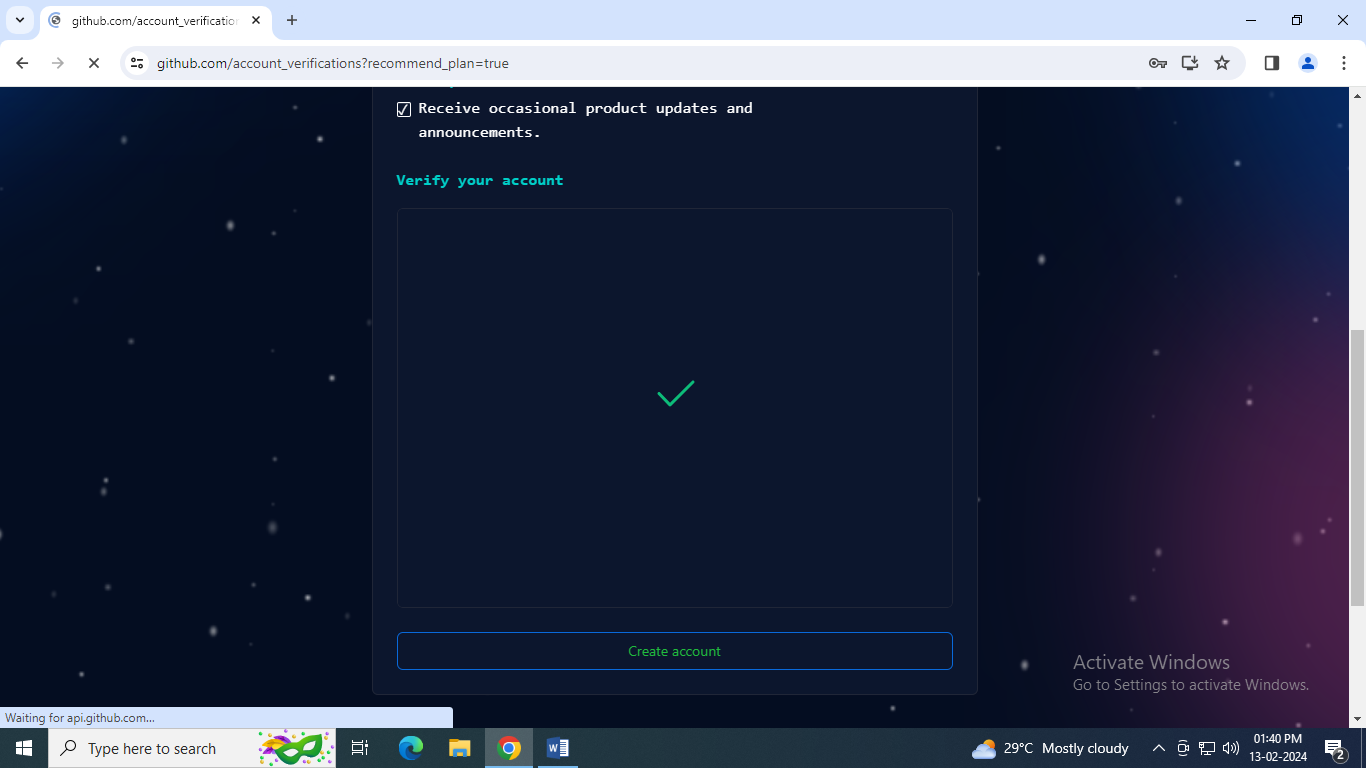 github.com/account_verification
github.com/account_verifications?recommend_plan=true
Receive occasional product updates and
announcements.
Verify your account
Create account
Activate Windows
Go to Settings to activate Windows.
Waiting for api.github.com...
Type here to search
29°C Mostly cloudy
01:40 PM
13-02-2024
2